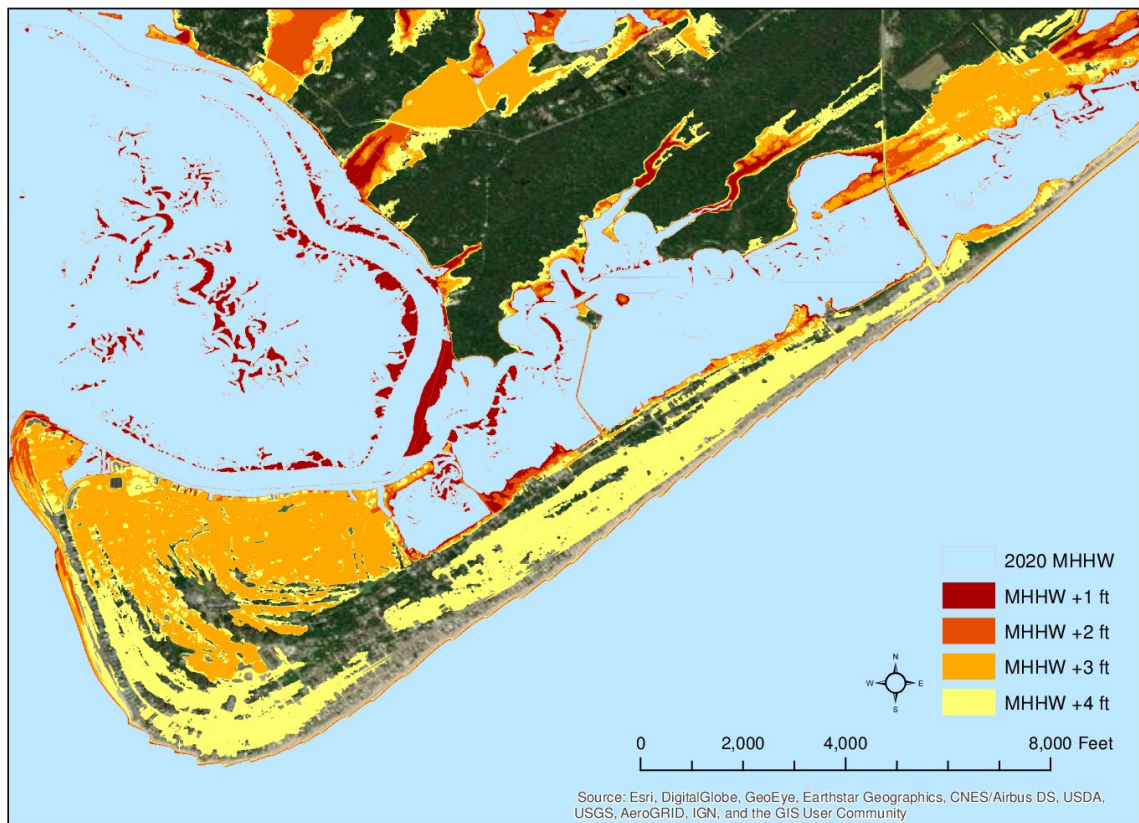 2020 MHHW
MHHW +1 ft
MHHW +2 ft
MHHW +3 ft
MHHW +4 ft
N
W E
S
0 2,000 4,000 8,000 Feet
Source: Esri, DigitalGlobe, GeoEye, Earthstar Geographics, CNES/Airbus DS, USDA,
USGS, AeroGRID, IGN, and the GIS User Community